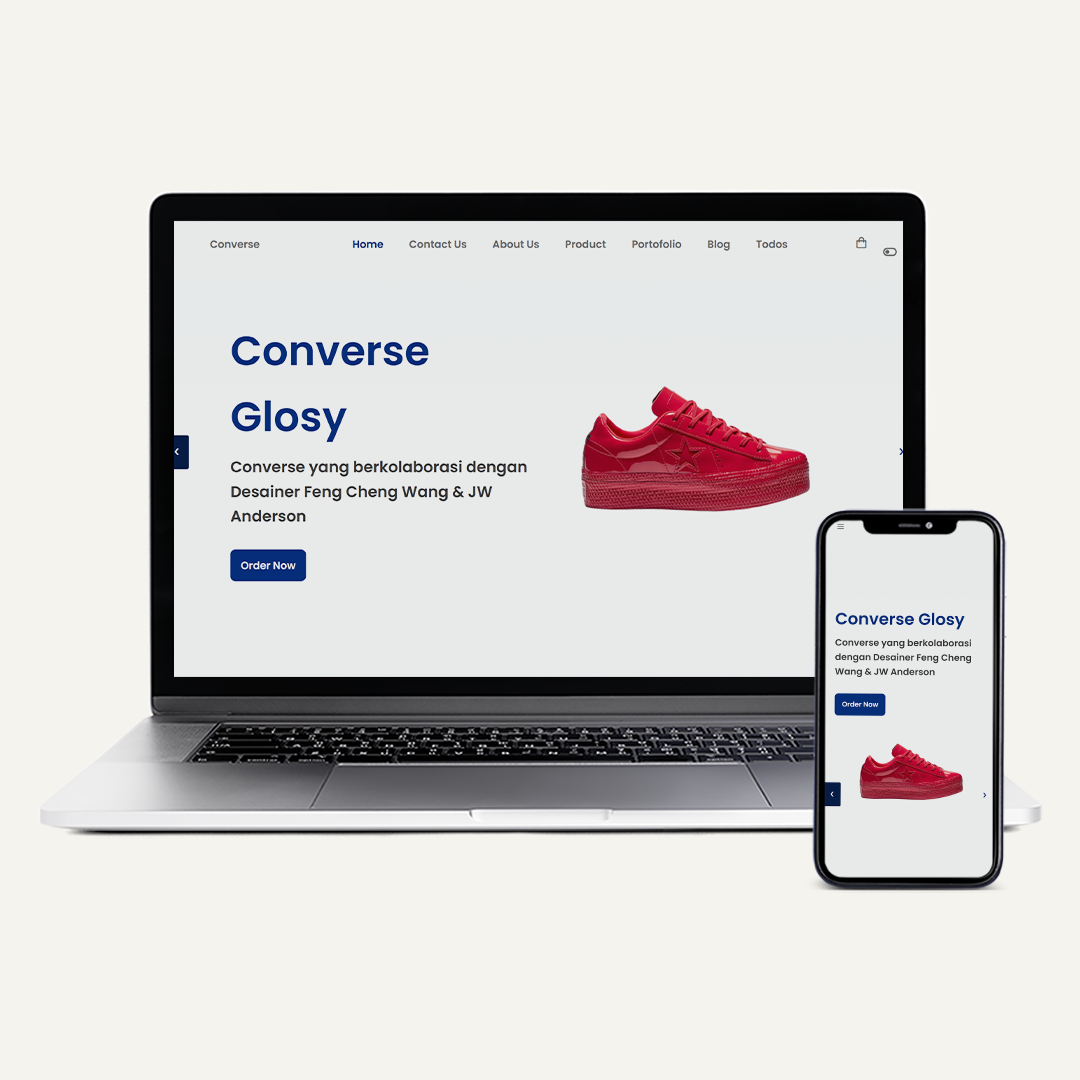 Converse Home Contact Us About Us Product Portofolio Blog Todos
Converse
Glosy
Converse yang berkolaborasi dengan
Desainer Feng Cheng Wang & JW
Anderson
Order Now
Converse Glosy
Converse yang berkolaborasi
dengan Desainer Feng Cheng
Wang & JW Anderson
Order Now